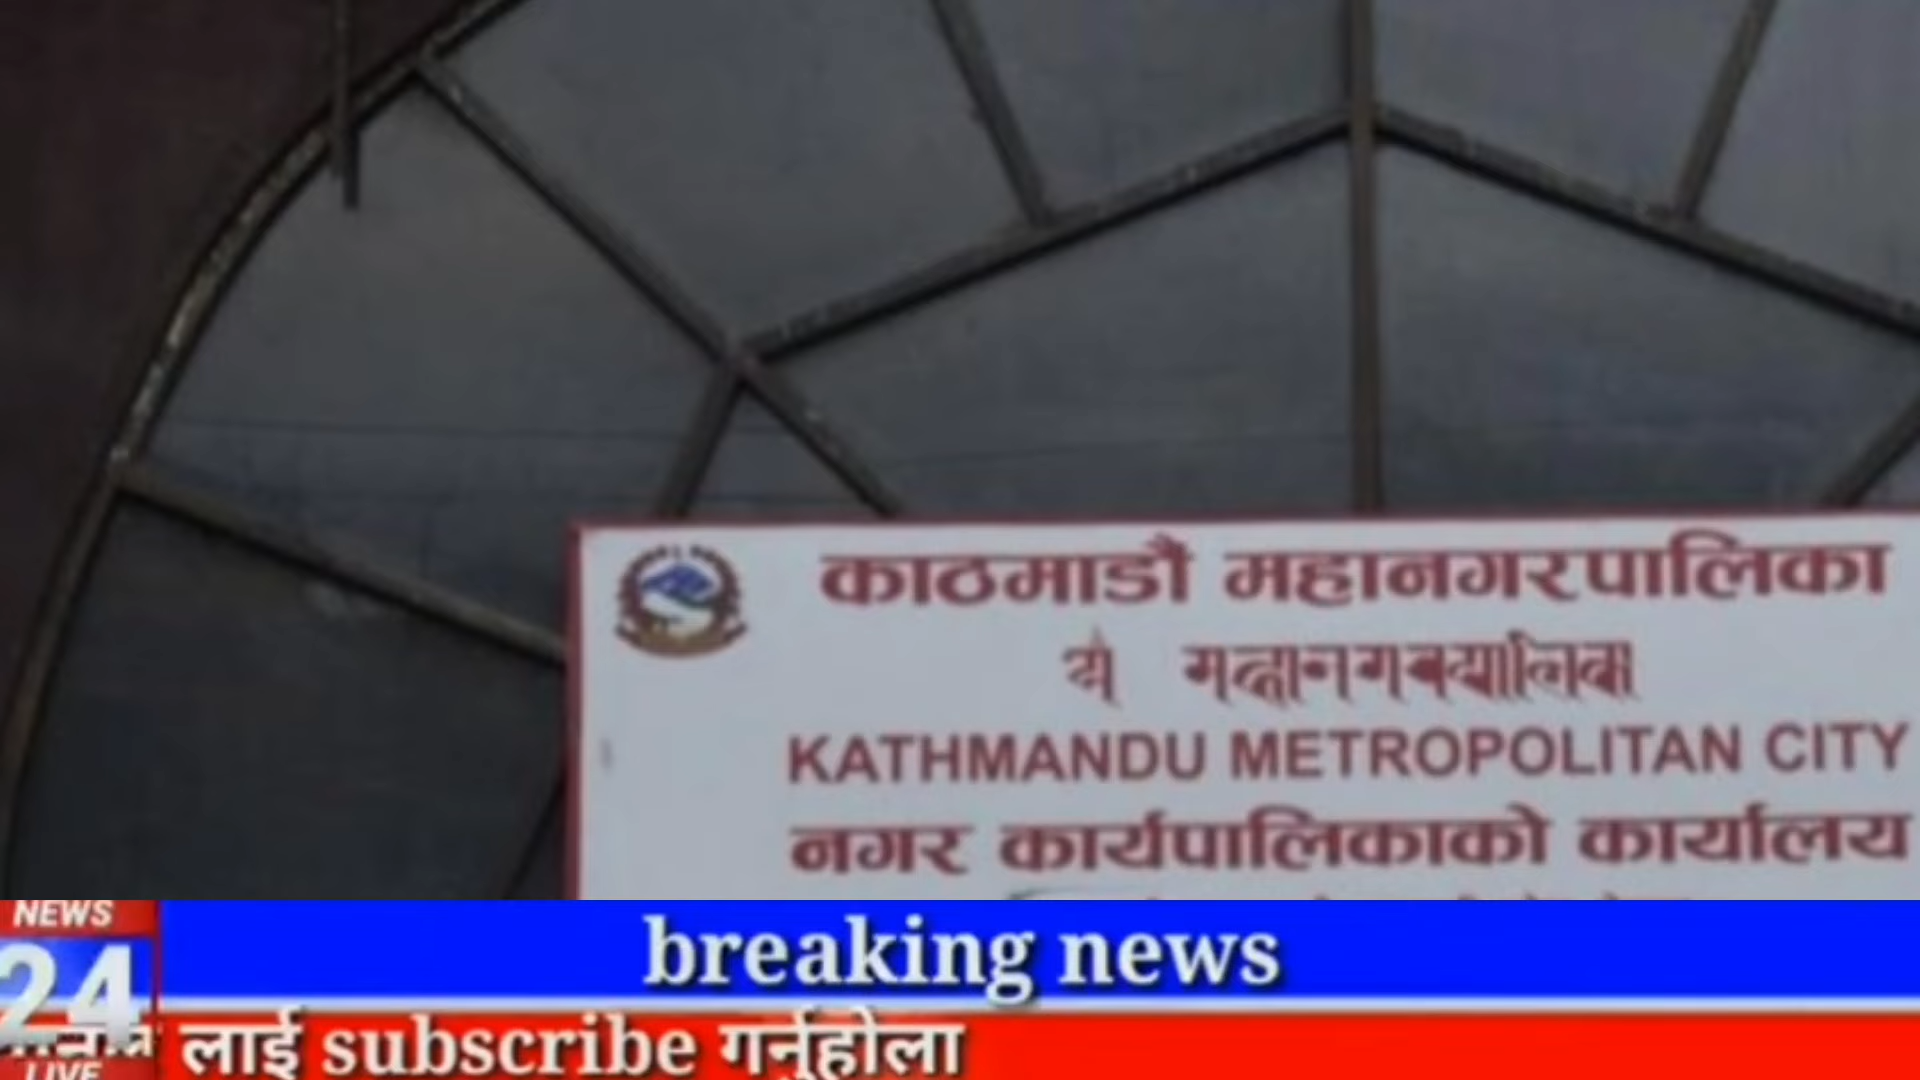 काठमाडौं महानगरपालिका
KATHMANDU METROPOLITAN CITY
नगर कार्यपालिकाको कार्यालय
NEWS
24
LIVE
breaking news
लाई subscribe गर्नुहोला